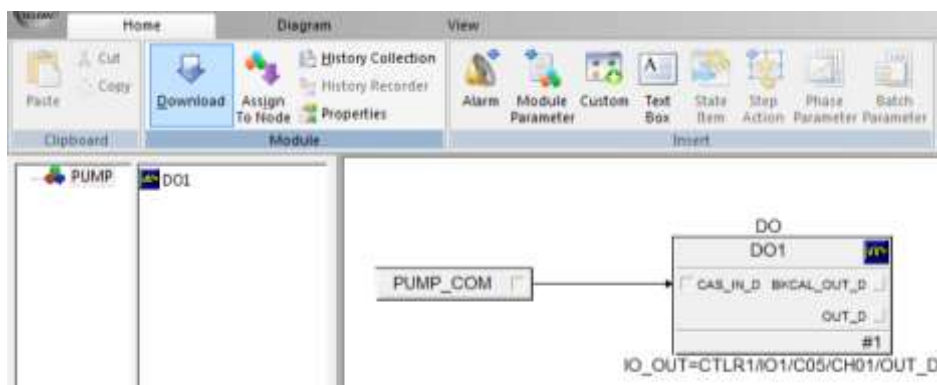 Home Diagram View
Paste
Cut
Copy
Clipboard
Download
Assign
To Node
History Collection
History Recorder
Properties
Module
Alarm
Module
Parameter
Custom
Text
Box
State
Item
Step
Action
Phase
Parameter
Batch
Parameter
Insert
PUMP
DO1
PUMP_COM
DO
DO1
CAS_IN_D BKCAL_OUT_D
OUT_D
#1
IO_OUT=CTLR1/IO1/C05/CH01/OUT_D